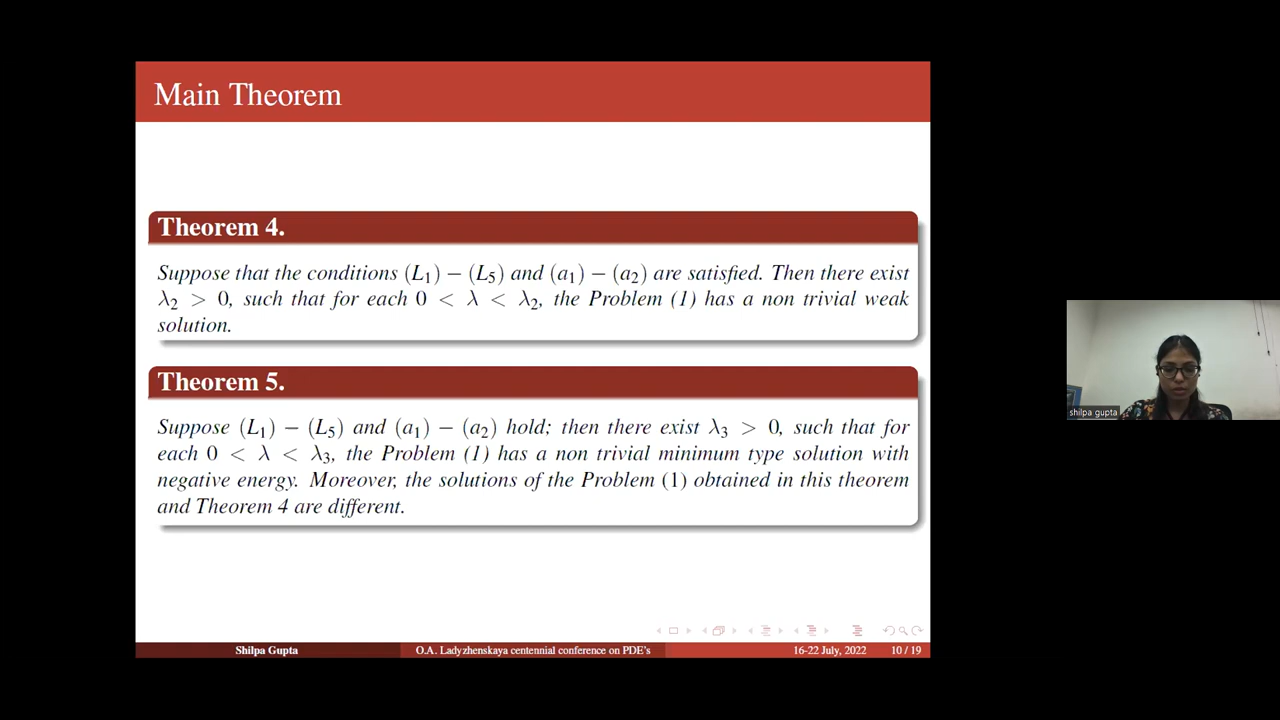 Main Theorem
Theorem 4.
Suppose that the conditions (L₁) − (L₅) and (a₁) − (a₂) are satisfied. Then there exist
λ₂ > 0, such that for each 0 < λ < λ₂, the Problem (1) has a non trivial weak
solution.
Theorem 5.
Suppose (L₁) − (L₅) and (a₁) − (a₂) hold; then there exist λ₃ > 0, such that for
each 0 < λ < λ₃, the Problem (1) has a non trivial minimum type solution with
negative energy. Moreover, the solutions of the Problem (1) obtained in this theorem
and Theorem 4 are different.
shilpa gupta
Shilpa Gupta O.A. Ladyzhenskaya centennial conference on PDE's 16-22 July, 2022 10 / 19